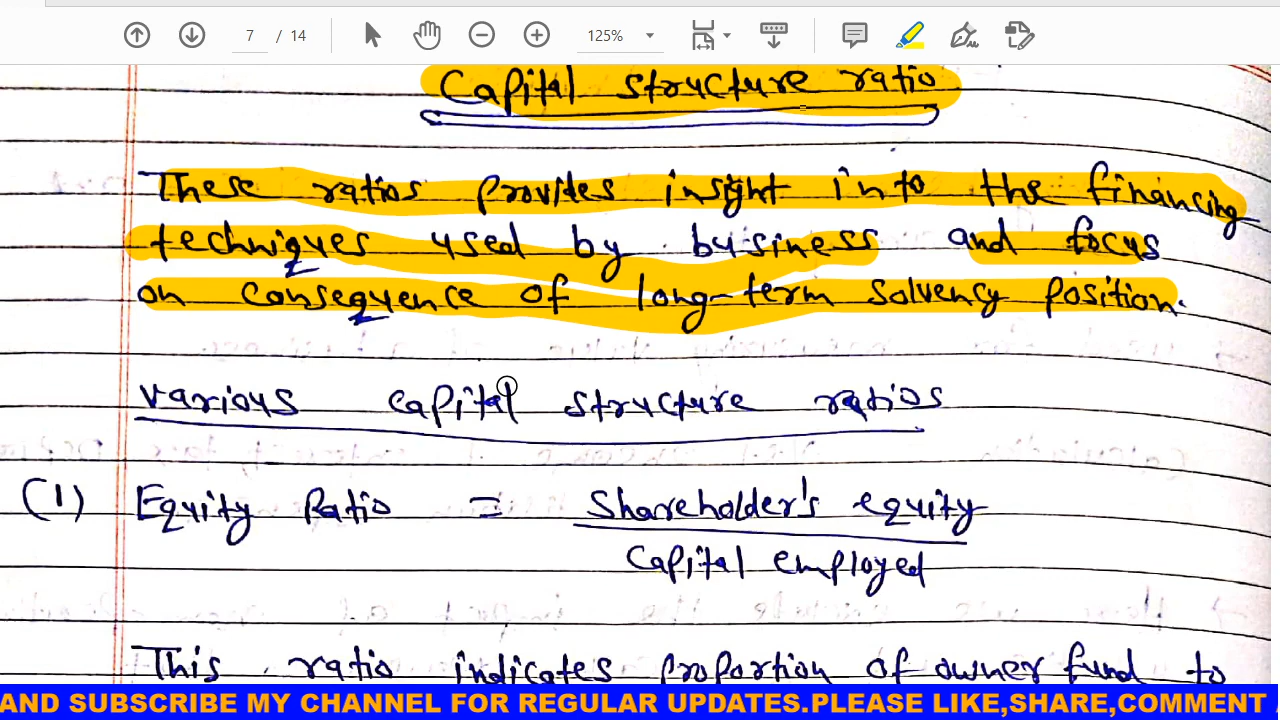 7 / 14 125%
Capital structure ratio
These ratios provides insight into the financing
techniques used by business and focus
on consequence of long-term solvency position.
various capital structure ratios
(1) Equity Ratio = Shareholder's equity
Capital employed
This ratio indicates proportion of owner fund to
AND SUBSCRIBE MY CHANNEL FOR REGULAR UPDATES.PLEASE LIKE,SHARE,COMMENT